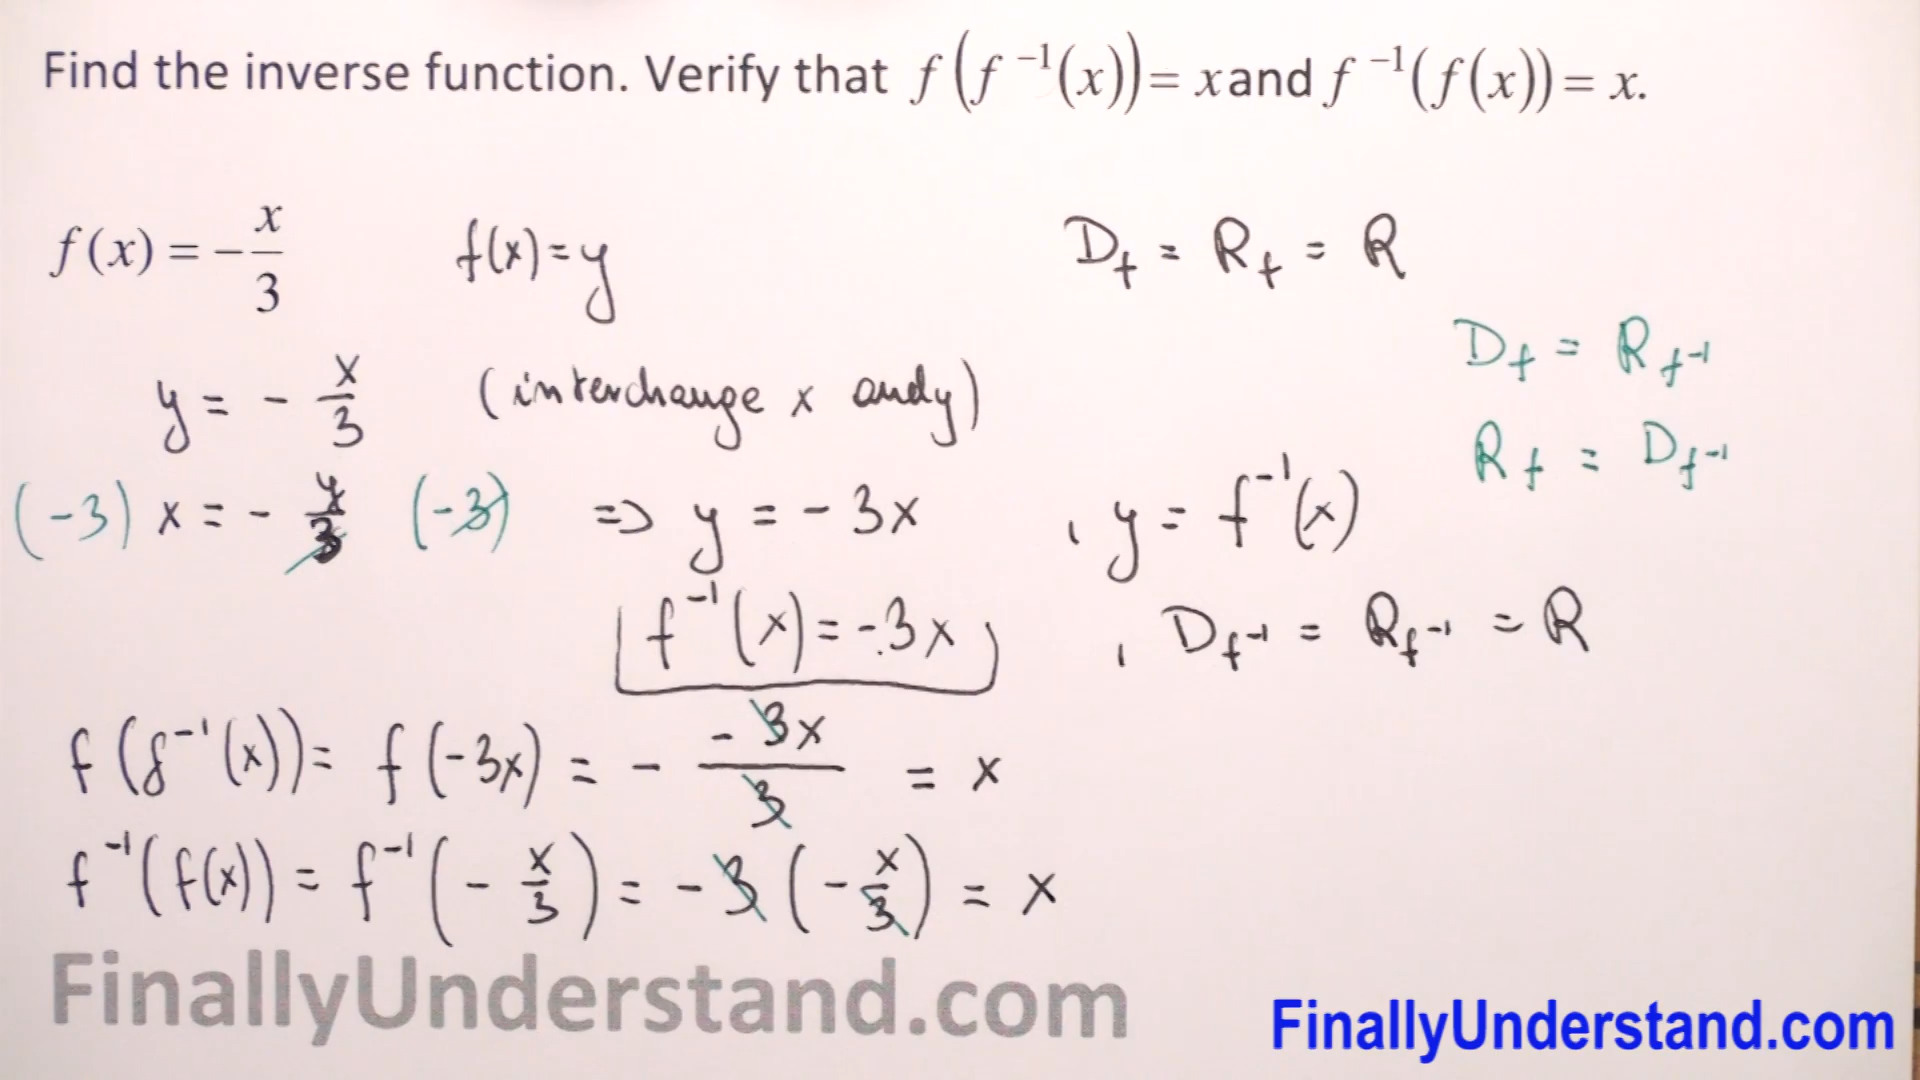 Find the inverse function. Verify that f(f⁻¹(x)) = x and f⁻¹(f(x)) = x.
f(x) = -x/3    f(x) = y    D_f = R_f = R
D_f = R_f⁻¹
y = - x/3    (interchange x and y)
R_f = D_f⁻¹
(-3) x = - y/3 (-3)    => y = -3x    , y = f⁻¹(x)
f⁻¹(x) = -3x    , D_f⁻¹ = R_f⁻¹ = R
f(f⁻¹(x)) = f(-3x) = - -3x/3 = x
f⁻¹(f(x)) = f⁻¹(- x/3) = -3(- x/3) = x
FinallyUnderstand.com
FinallyUnderstand.com